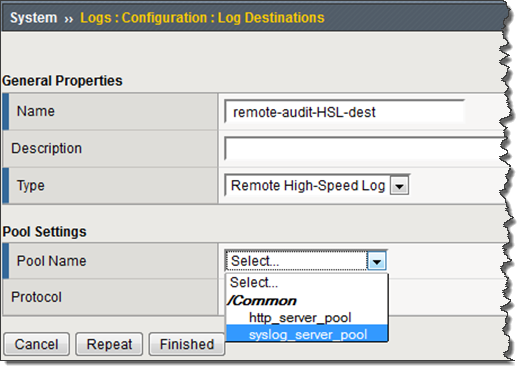 System ›› Logs : Configuration : Log Destinations
General Properties
Name remote-audit-HSL-dest
Description
Type Remote High-Speed Log
Pool Settings
Pool Name Select...
Select...
/Common
Protocol http_server_pool
syslog_server_pool
Cancel Repeat Finished